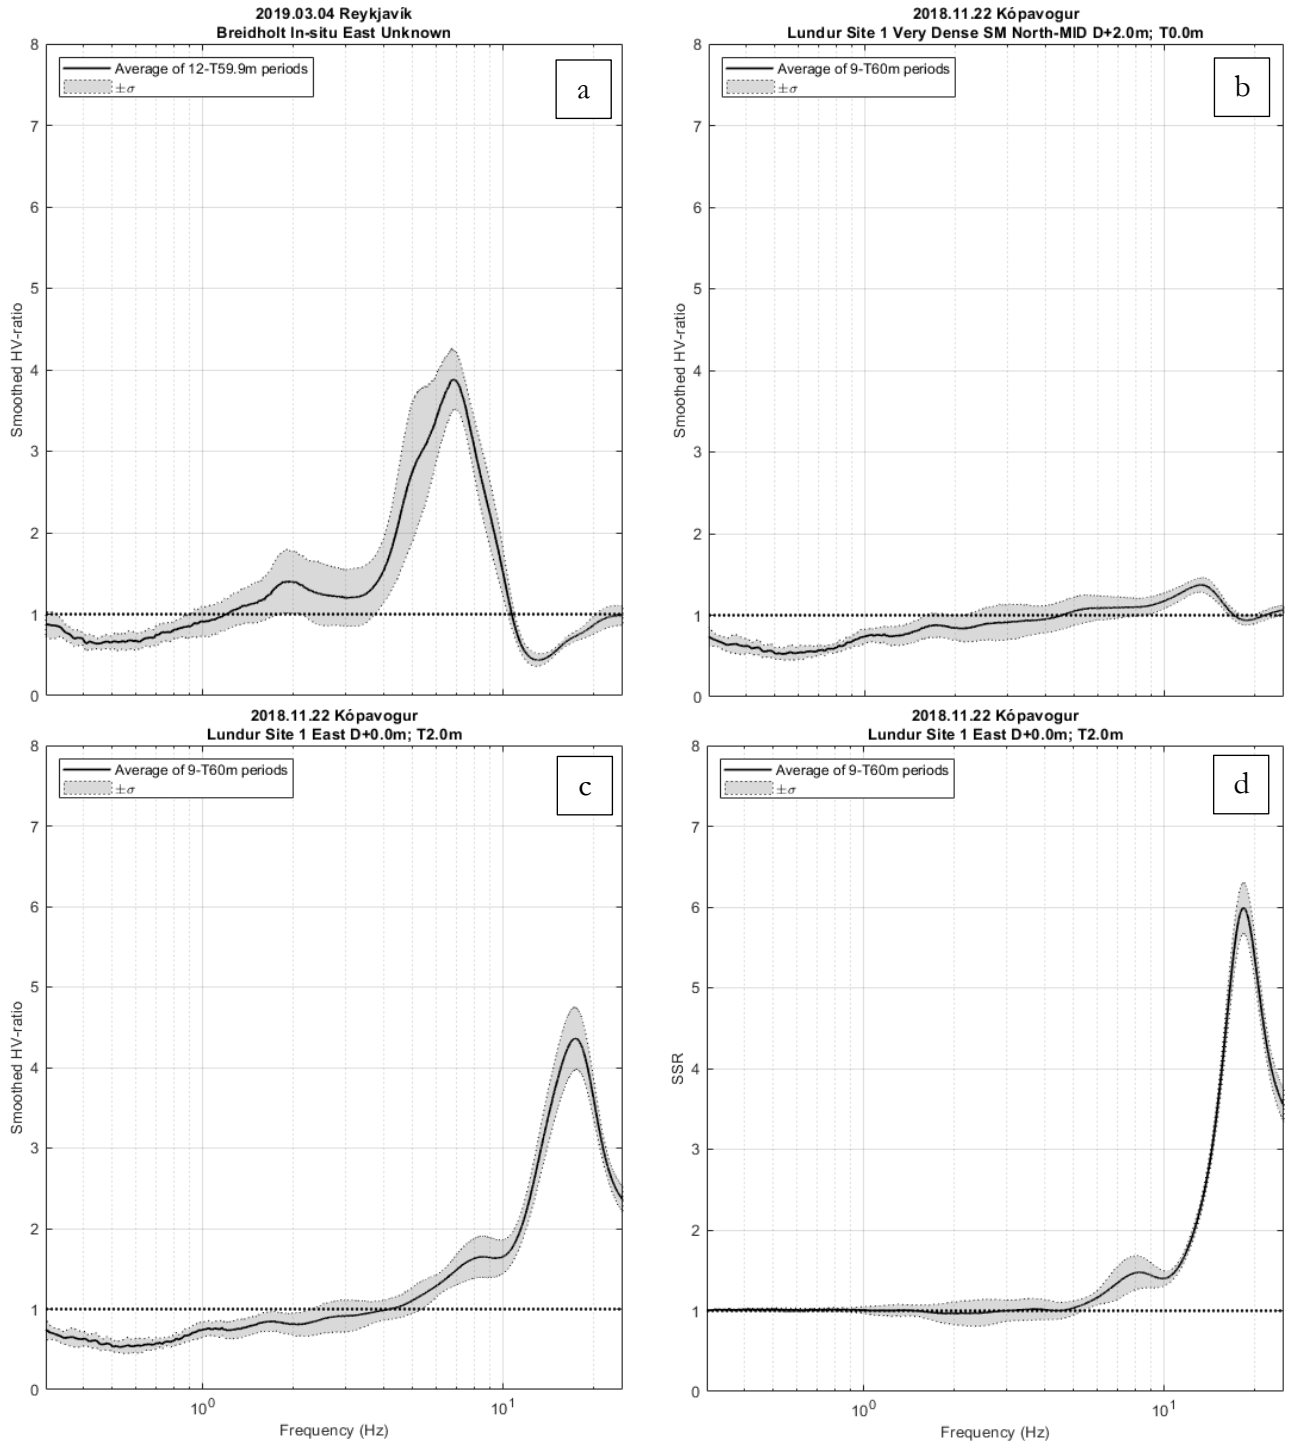 2019.03.04 Reykjavík
Breidholt In-situ East Unknown
Average of 12-T59.9m periods
±σ
a
8
7
6
5
4
3
2
1
0
Smoothed HV-ratio
2018.11.22 Kópavogur
Lundur Site 1 Very Dense SM North-MID D+2.0m; T0.0m
Average of 9-T60m periods
±σ
b
8
7
6
5
4
3
2
1
0
Smoothed HV-ratio
2018.11.22 Kópavogur
Lundur Site 1 East D+0.0m; T2.0m
Average of 9-T60m periods
±σ
c
8
7
6
5
4
3
2
1
0
Smoothed HV-ratio
10⁰
10¹
Frequency (Hz)
2018.11.22 Kópavogur
Lundur Site 1 East D+0.0m; T2.0m
Average of 9-T60m periods
±σ
d
8
7
6
5
4
3
2
1
0
SSR
10⁰
10¹
Frequency (Hz)